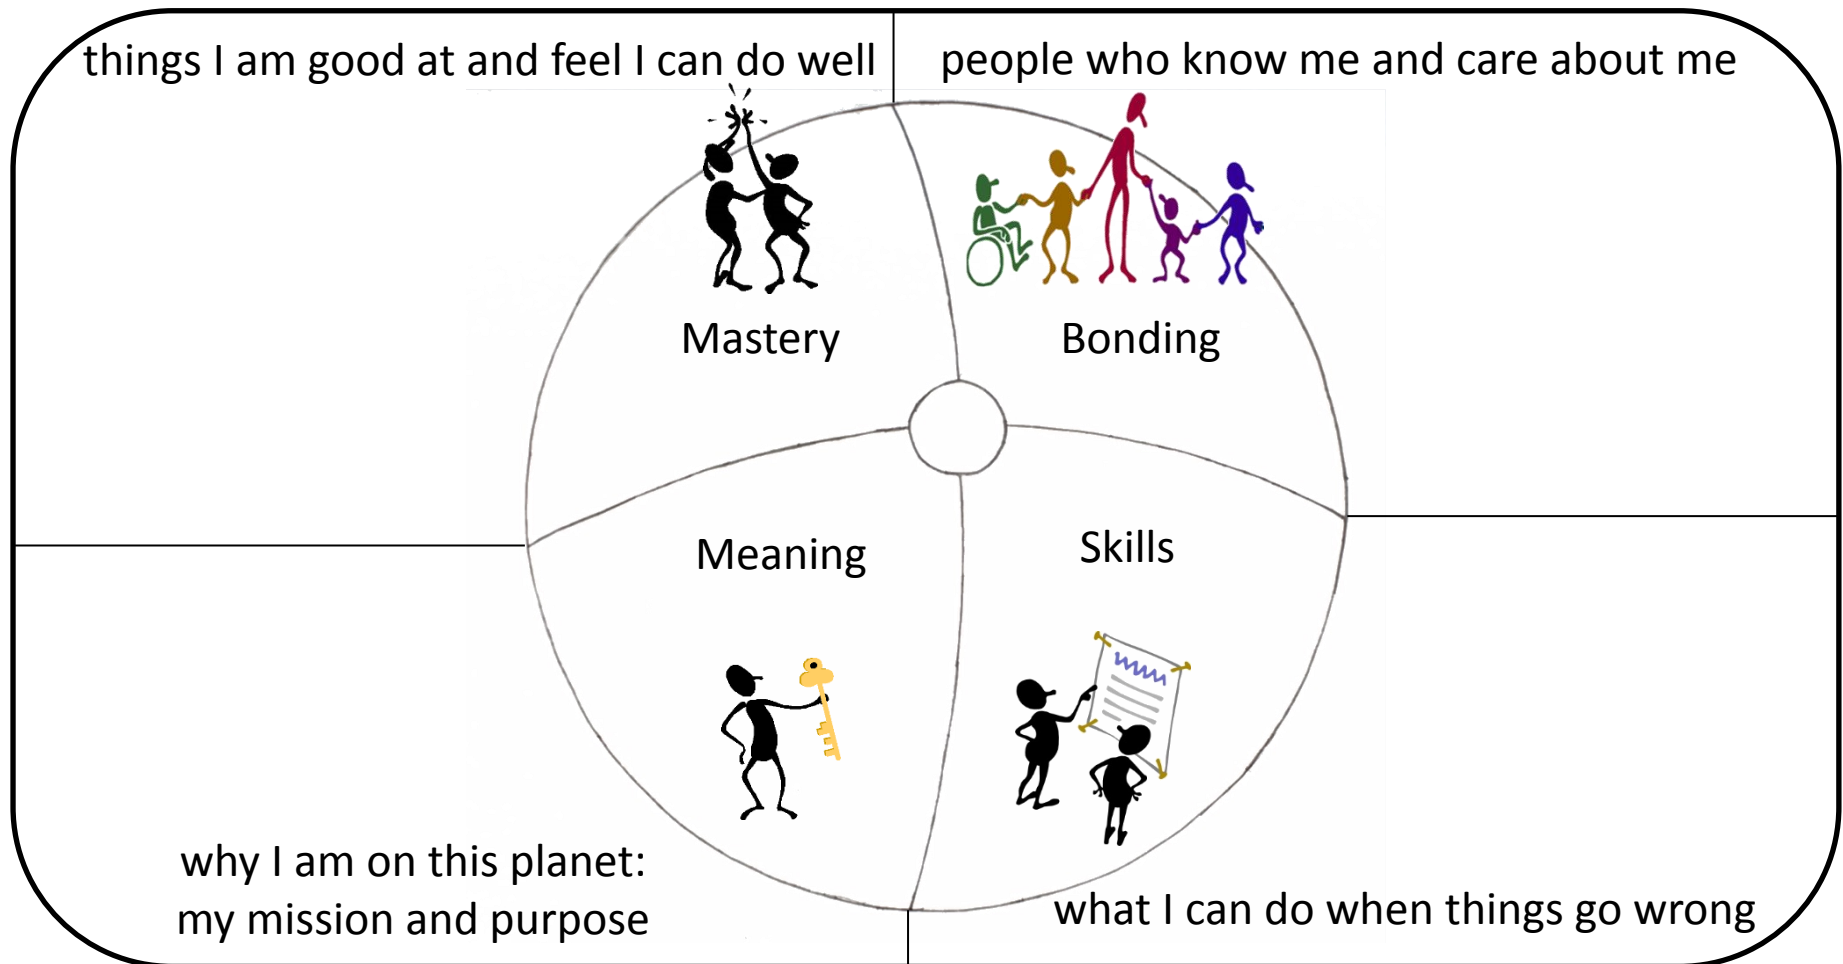 things I am good at and feel I can do well
people who know me and care about me
Mastery
Bonding
Meaning
Skills
why I am on this planet:
my mission and purpose
what I can do when things go wrong